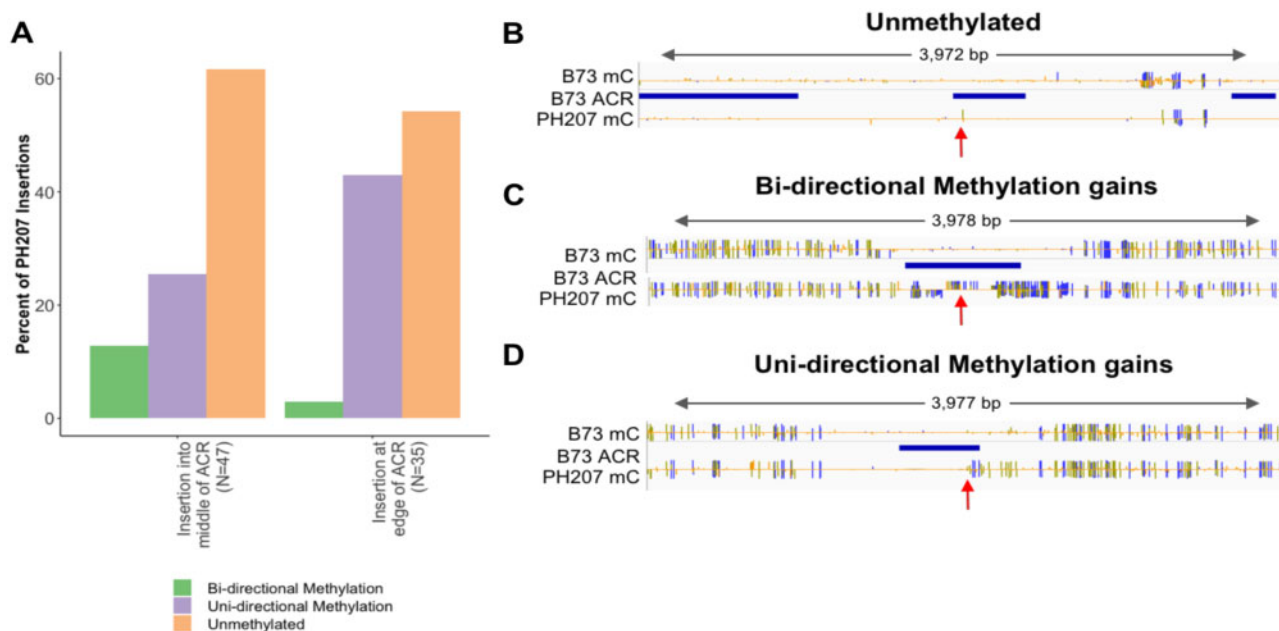 A
Percent of PH207 Insertions
60
40
20
0
Insertion into
middle of ACR
(N=47)
Insertion at
edge of ACR
(N=35)
Bi-directional Methylation
Uni-directional Methylation
Unmethylated
B
Unmethylated
3,972 bp
B73 mC
B73 ACR
PH207 mC
C
Bi-directional Methylation gains
3,978 bp
B73 mC
B73 ACR
PH207 mC
D
Uni-directional Methylation gains
3,977 bp
B73 mC
B73 ACR
PH207 mC